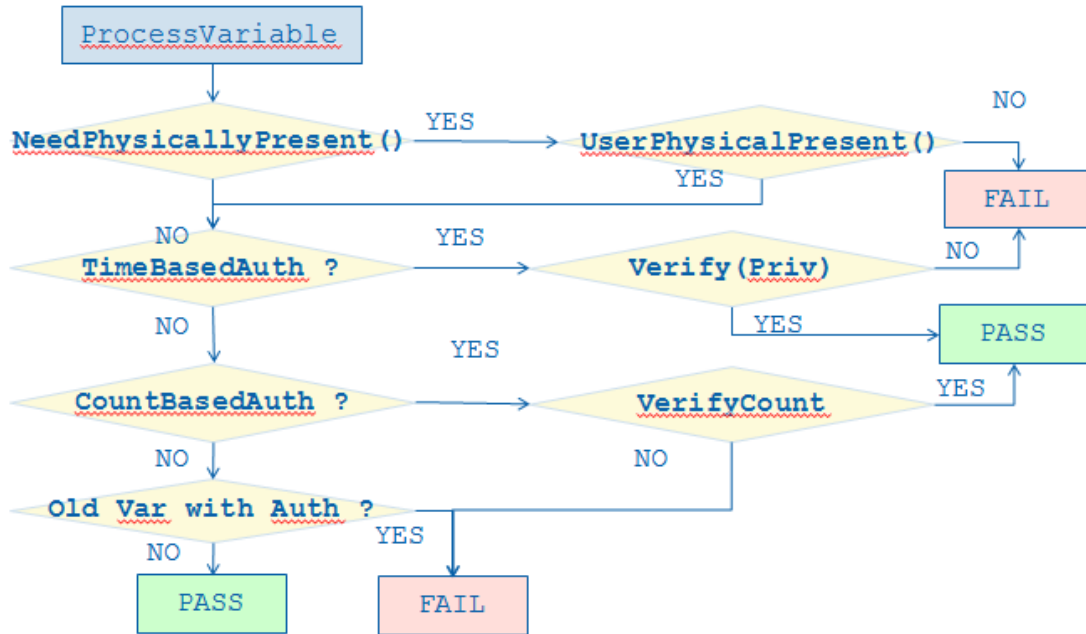 ProcessVariable
NO
YES
NeedPhysicallyPresent()
UserPhysicalPresent()
YES
FAIL
NO
YES
TimeBasedAuth ?
Verify(Priv)
NO
NO
YES
PASS
YES
CountBasedAuth ?
VerifyCount
YES
NO
NO
Old Var with Auth ?
YES
NO
PASS
FAIL